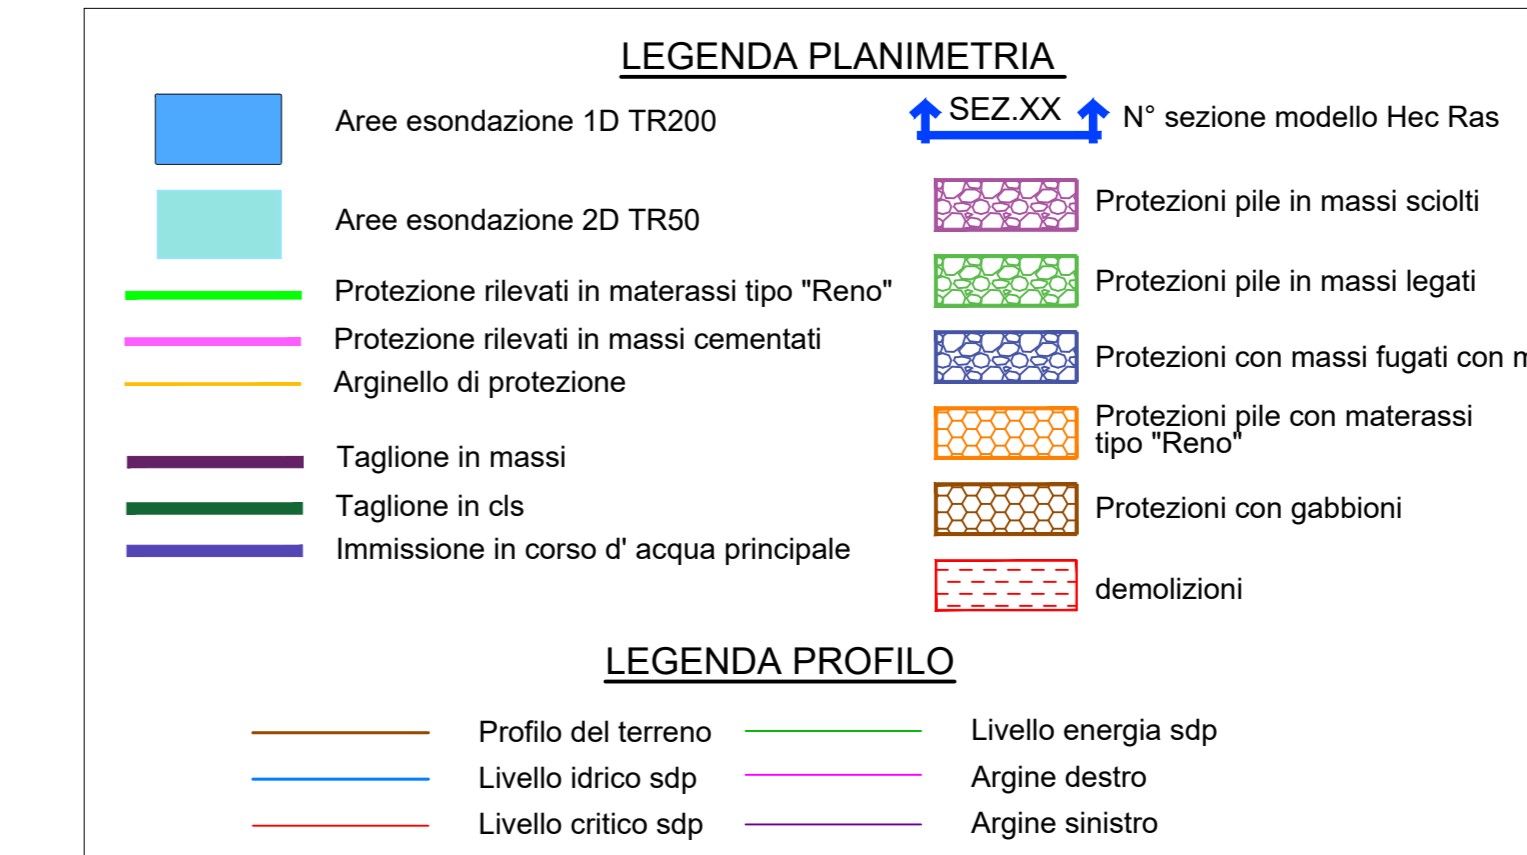 LEGENDA PLANIMETRIA
Aree esondazione 1D TR200
Aree esondazione 2D TR50
Protezione rilevati in materassi tipo "Reno"
Protezione rilevati in massi cementati
Arginello di protezione
Taglione in massi
Taglione in cls
Immissione in corso d' acqua principale
SEZ.XX
N° sezione modello Hec Ras
Protezioni pile in massi sciolti
Protezioni pile in massi legati
Protezioni con massi fugati con
Protezioni pile con materassi
tipo "Reno"
Protezioni con gabbioni
demolizioni
LEGENDA PROFILO
Profilo del terreno
Livello idrico sdp
Livello critico sdp
Livello energia sdp
Argine destro
Argine sinistro